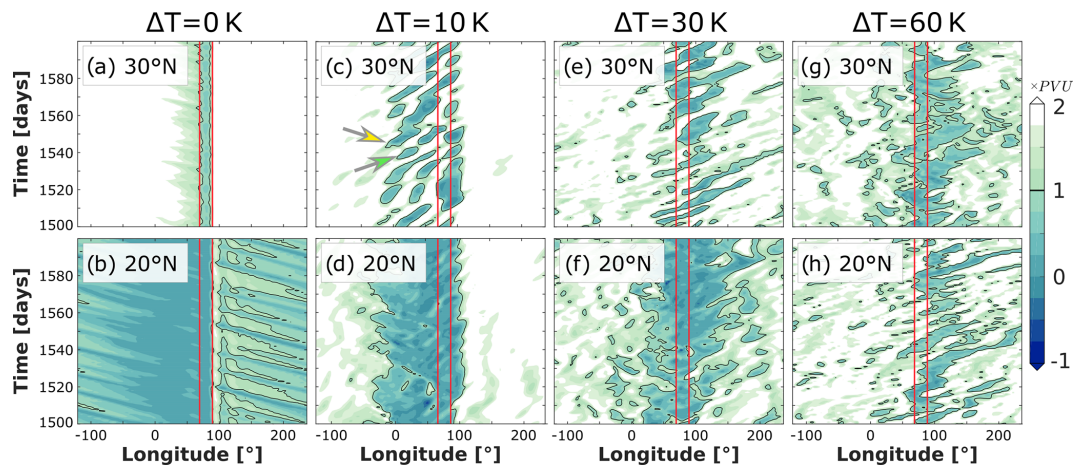 ΔT=0 K ΔT=10 K ΔT=30 K ΔT=60 K
(a) 30°N (c) 30°N (e) 30°N (g) 30°N
×PVU
Time [days]
1580
1560
1540
1520
1500
2
1
0
-1
(b) 20°N (d) 20°N (f) 20°N (h) 20°N
Time [days]
1580
1560
1540
1520
1500
-100 0 100 200 -100 0 100 200 -100 0 100 200 -100 0 100 200
Longitude [°] Longitude [°] Longitude [°] Longitude [°]